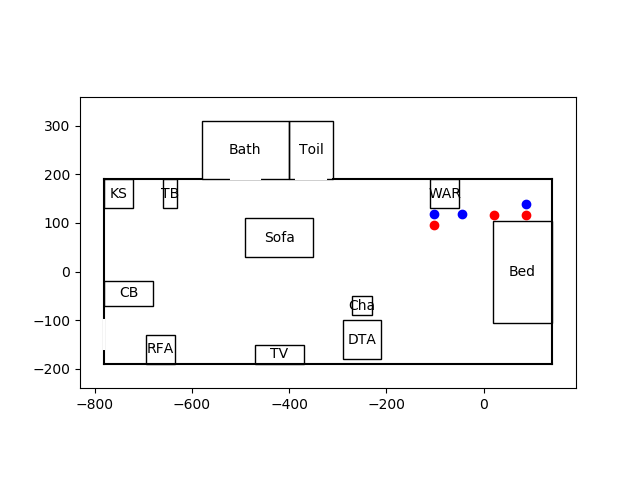 300
200
100
0
−100
−200
−800
−600
−400
−200
0
Bath
Toil
KS
TB
WAR
Sofa
Bed
CB
Cha
DTA
RFA
TV